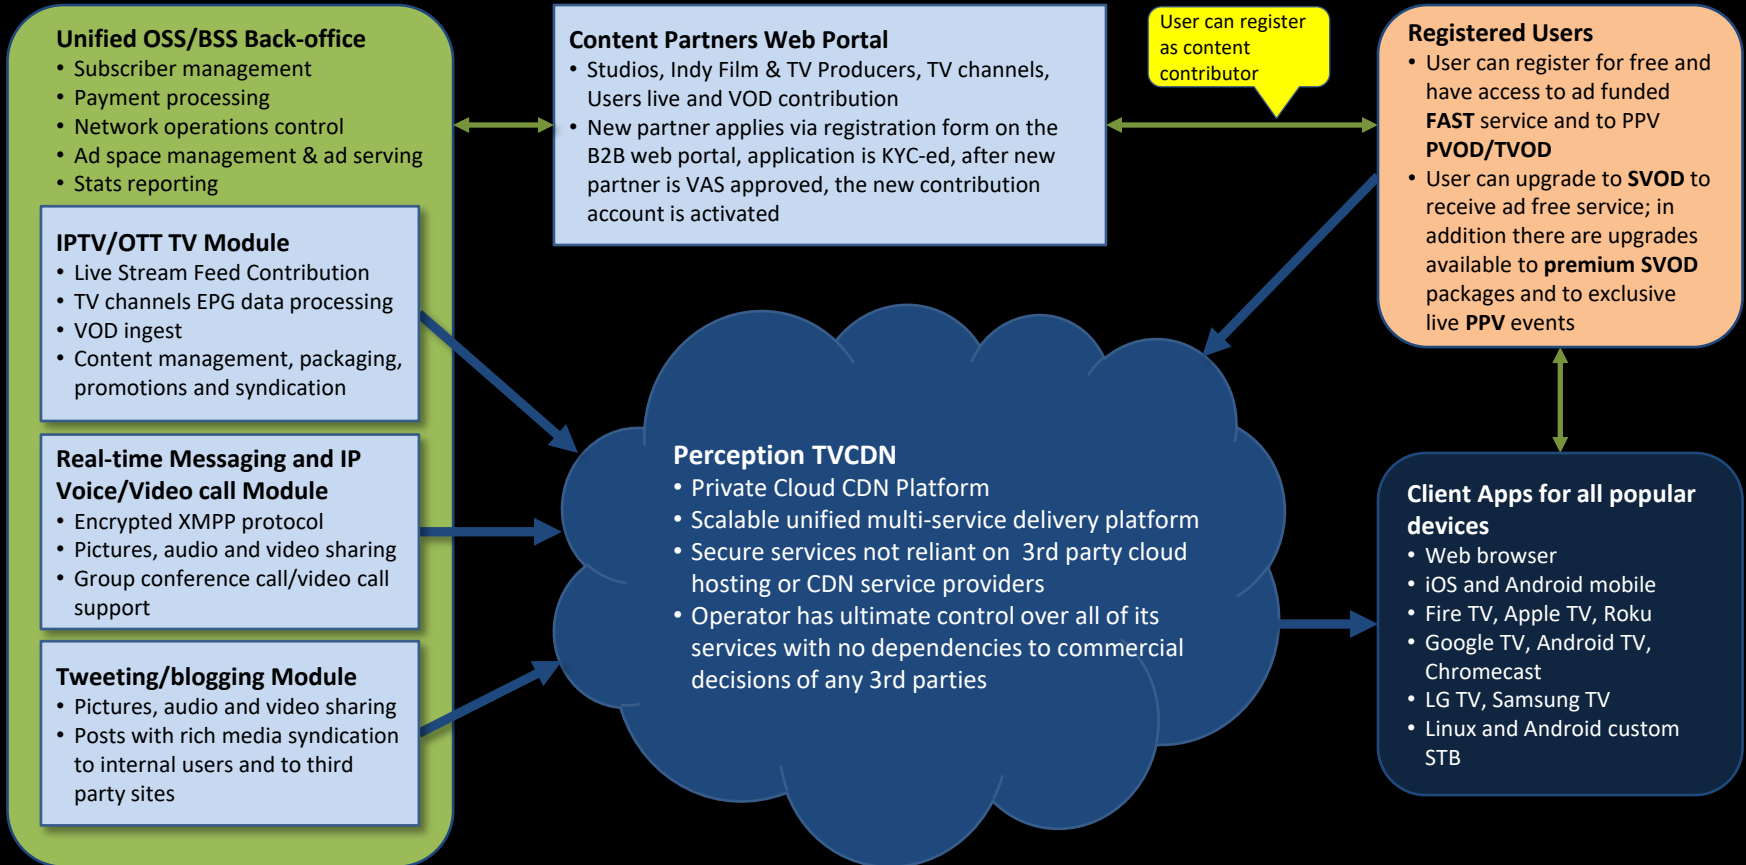 Unified OSS/BSS Back-office
• Subscriber management
• Payment processing
• Network operations control
• Ad space management & ad serving
• Stats reporting
IPTV/OTT TV Module
• Live Stream Feed Contribution
• TV channels EPG data processing
• VOD ingest
• Content management, packaging,
promotions and syndication
Real-time Messaging and IP
Voice/Video call Module
• Encrypted XMPP protocol
• Pictures, audio and video sharing
• Group conference call/video call
support
Tweeting/blogging Module
• Pictures, audio and video sharing
• Posts with rich media syndication
to internal users and to third
party sites
Content Partners Web Portal
• Studios, Indy Film & TV Producers, TV channels,
Users live and VOD contribution
• New partner applies via registration form on the
B2B web portal, application is KYC-ed, after new
partner is VAS approved, the new contribution
account is activated
User can register
as content
contributor
Registered Users
• User can register for free and
have access to ad funded
FAST service and to PPV
PVOD/TVOD
• User can upgrade to SVOD to
receive ad free service; in
addition there are upgrades
available to premium SVOD
packages and to exclusive
live PPV events
Perception TVCDN
• Private Cloud CDN Platform
• Scalable unified multi-service delivery platform
• Secure services not reliant on 3rd party cloud
hosting or CDN service providers
• Operator has ultimate control over all of its
services with no dependencies to commercial
decisions of any 3rd parties
Client Apps for all popular
devices
• Web browser
• iOS and Android mobile
• Fire TV, Apple TV, Roku
• Google TV, Android TV,
Chromecast
• LG TV, Samsung TV
• Linux and Android custom
STB